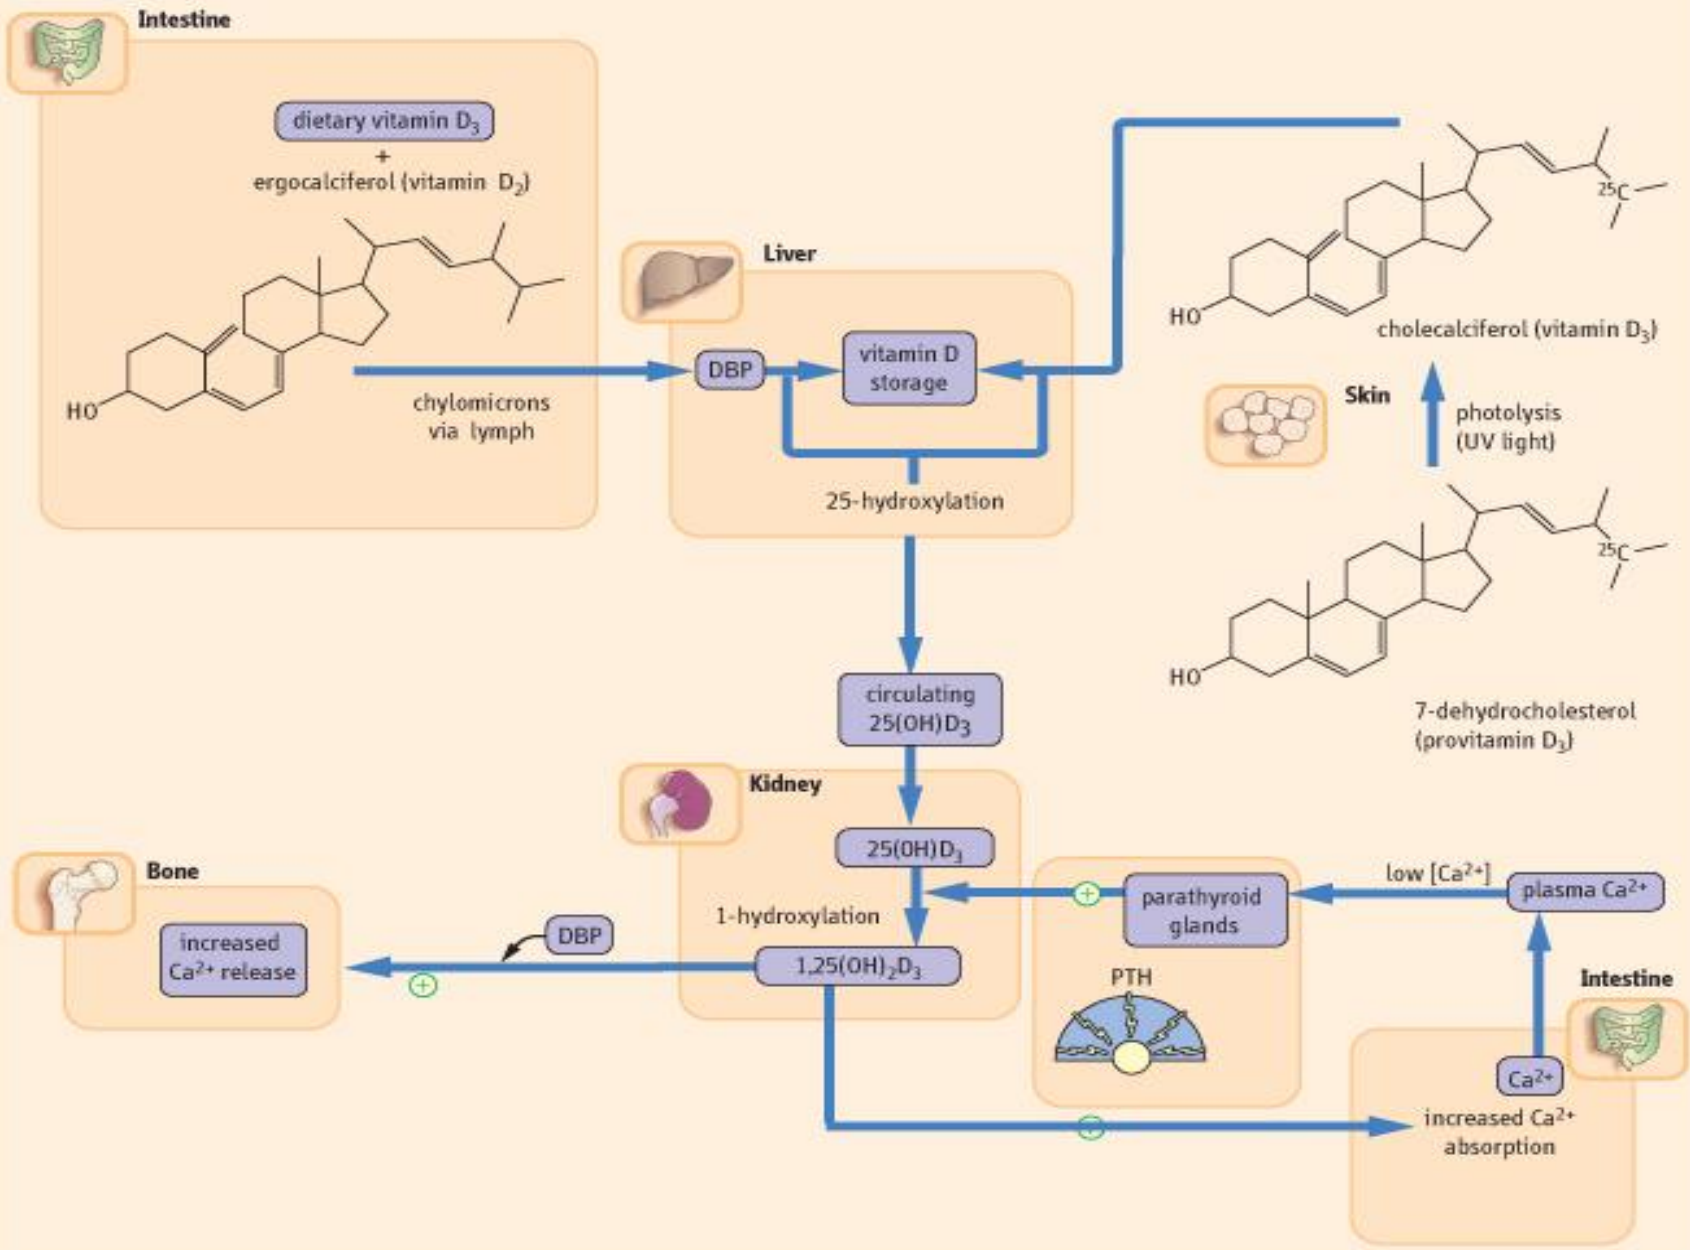 Intestine
dietary vitamin D₃
+
ergocalciferol (vitamin D₂)
HO
chylomicrons
via lymph
Liver
DBP
vitamin D
storage
25-hydroxylation
²⁵C
HO
cholecalciferol (vitamin D₃)
Skin
photolysis
(UV light)
²⁵C
HO
7-dehydrocholesterol
(provitamin D₃)
circulating
25(OH)D₃
Kidney
25(OH)D₃
1-hydroxylation
1,25(OH)₂D₃
Bone
increased
Ca²⁺ release
DBP
+
+
parathyroid
glands
PTH
low [Ca²⁺]
plasma Ca²⁺
Intestine
Ca²⁺
increased Ca²⁺
absorption
+